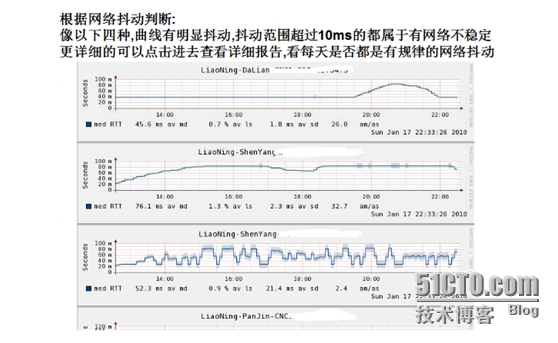 根据网络抖动判断:
像以下四种,曲线有明显抖动,抖动范围超过10ms的都属于有网络不稳定
更详细的可以点击进去查看详细报告,看每天是否都是有规律的网络抖动
LiaoNing-DaLian
Seconds
100 m
80 m
60 m
40 m
20 m
0
14:00 16:00 18:00 20:00 22:00
med RTT 45.6 ms av md 0.7 % av ls 1.8 ms av sd 26.0 am/as
Sun Jan 17 22:33:26 2010
LiaoNing-ShenYang
Seconds
100 m
80 m
60 m
40 m
20 m
0
14:00 16:00 18:00 20:00 22:00
med RTT 76.1 ms av md 1.3 % av ls 2.3 ms av sd 32.7 am/as
Sun Jan 17 22:33:26 2010
LiaoNing-ShenYang
Seconds
100 m
80 m
60 m
40 m
20 m
0
14:00 16:00 18:00 20:00 22:00
med RTT 52.3 ms av md 0.9 % av ls 21.4 ms av sd 2.4 am/as
Sun Jan 17 2010
LiaoNing-PanJin-CNC
120 m
51CTO.com
技术博客 Blog